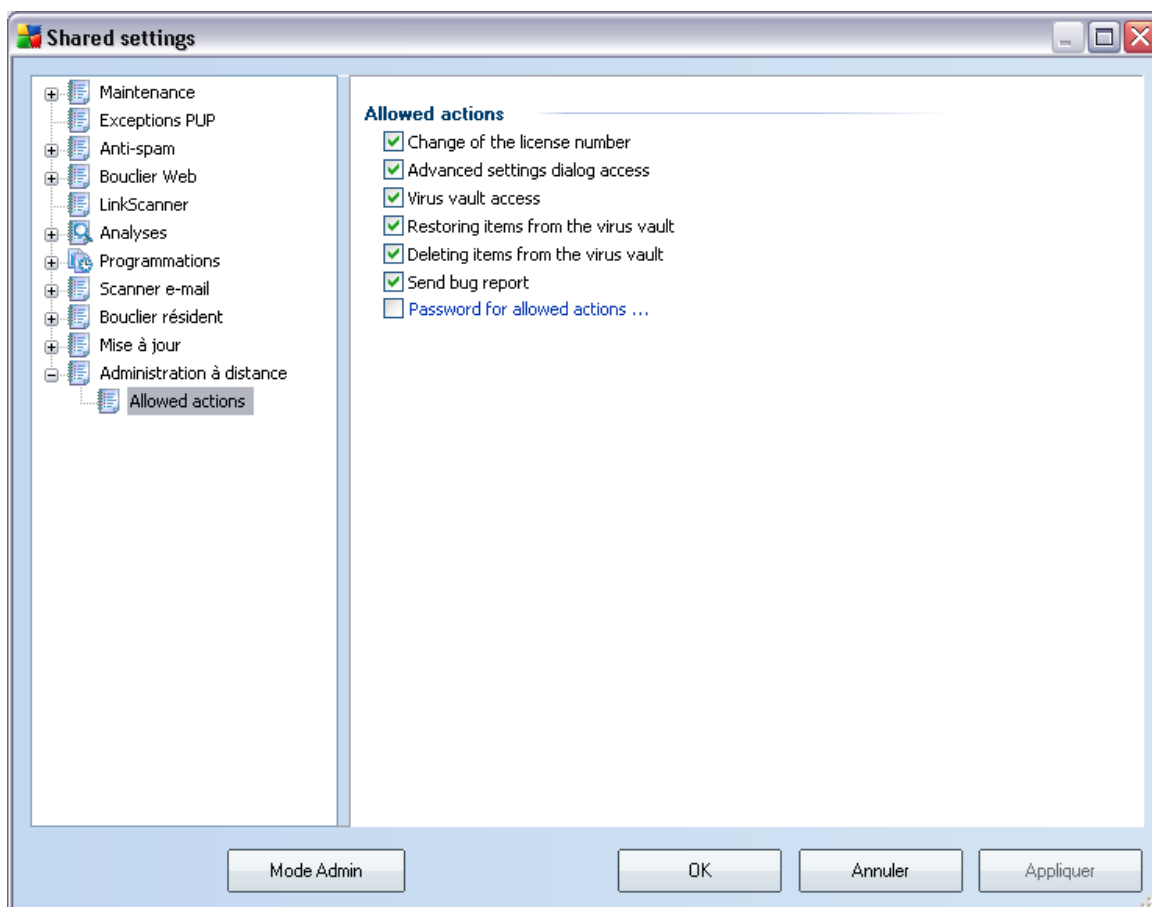 Shared settings
Maintenance
Exceptions PUP
Anti-spam
Bouclier Web
LinkScanner
Analyses
Programmations
Scanner e-mail
Bouclier résident
Mise à jour
Administration à distance
Allowed actions
Allowed actions
Change of the license number
Advanced settings dialog access
Virus vault access
Restoring items from the virus vault
Deleting items from the virus vault
Send bug report
Password for allowed actions ...
Mode Admin
OK
Annuler
Appliquer